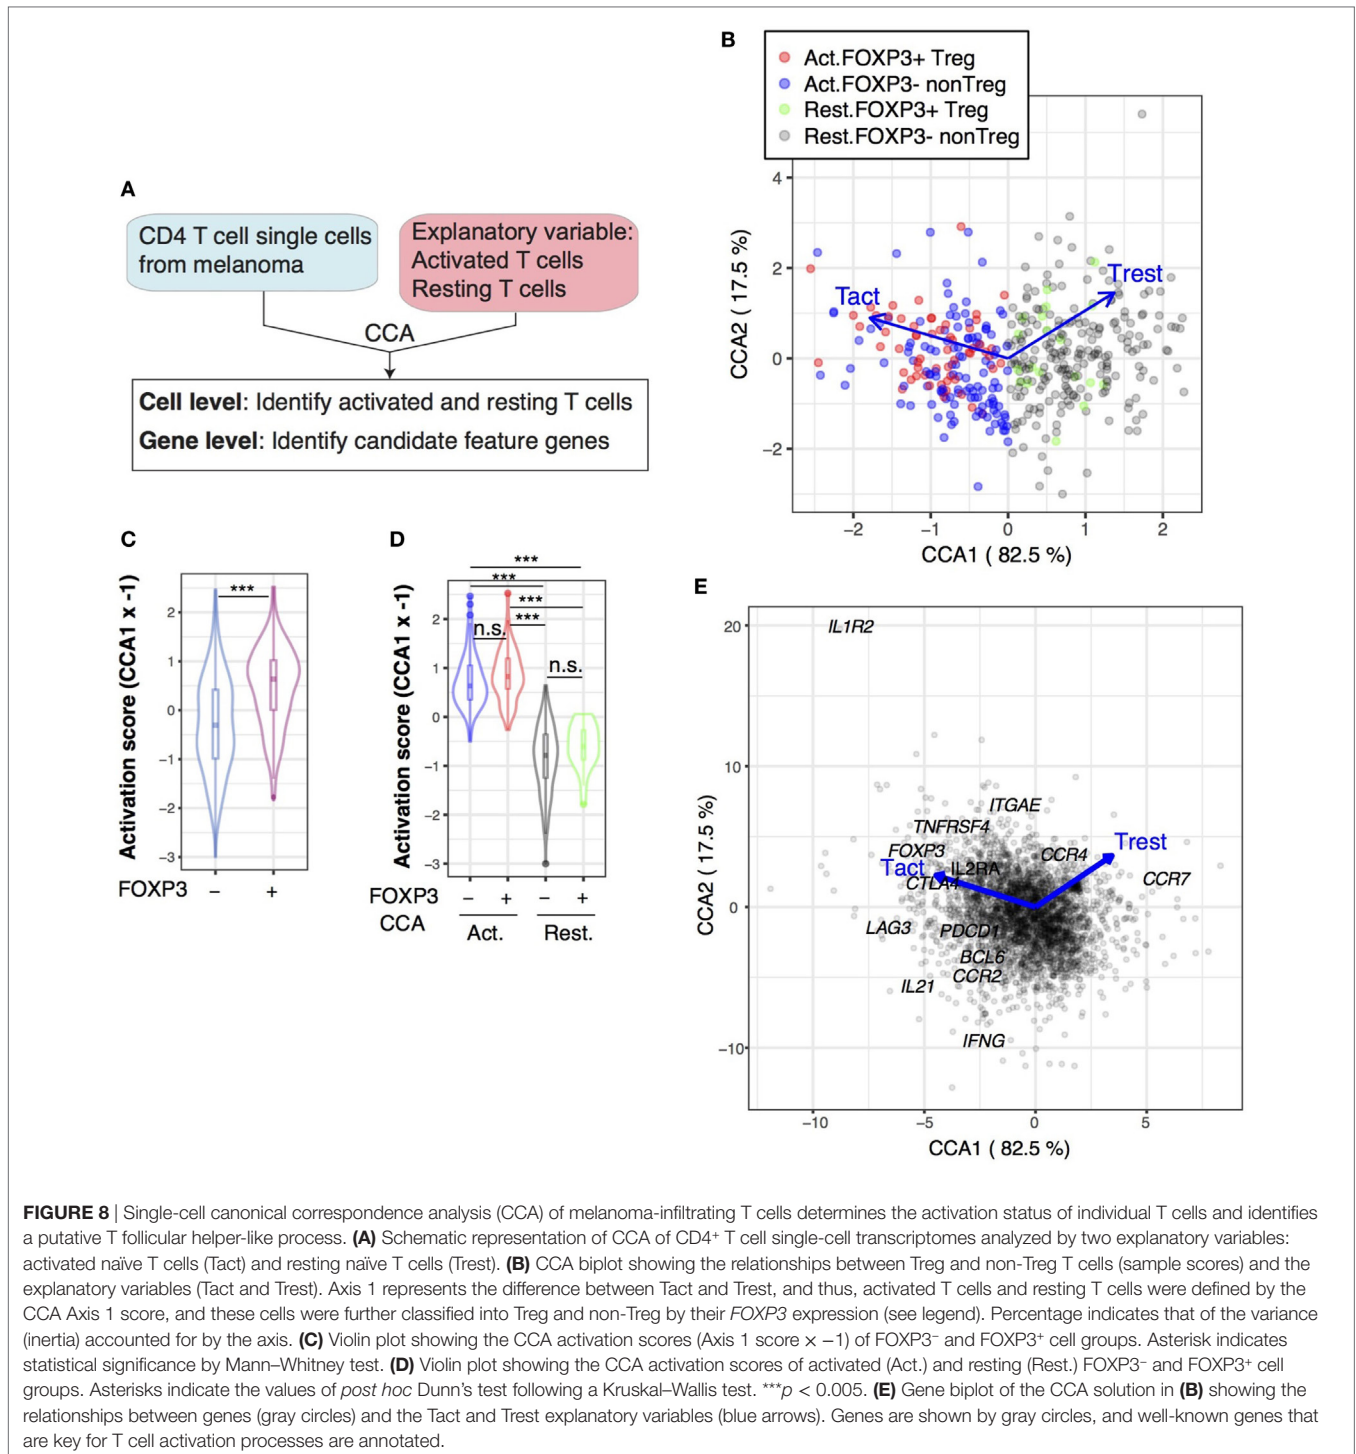 A
CD4 T cell single cells
from melanoma
Explanatory variable:
Activated T cells
Resting T cells
CCA
Cell level: Identify activated and resting T cells
Gene level: Identify candidate feature genes
B
Act.FOXP3+ Treg
Act.FOXP3- nonTreg
Rest.FOXP3+ Treg
Rest.FOXP3- nonTreg
CCA2 ( 17.5 %)
4
2
0
−2
Tact
Trest
−2 −1 0 1 2
CCA1 ( 82.5 %)
C
Activation score (CCA1 x -1)
***
2
1
0
−1
−2
−3
FOXP3 − +
D
Activation score (CCA1 x -1)
***
***
***
***
n.s.
n.s.
2
1
0
−1
−2
−3
FOXP3 − + − +
CCA
Act. Rest.
E
CCA2 ( 17.5 %)
20
10
0
−10
IL1R2
ITGAE
TNFRSF4
FOXP3
CCR4
Trest
Tact
IL2RA
CTLA4
CCR7
LAG3
PDCD1
BCL6
CCR2
IL21
IFNG
−10 −5 0 5
CCA1 ( 82.5 %)
FIGURE 8 | Single-cell canonical correspondence analysis (CCA) of melanoma-infiltrating T cells determines the activation status of individual T cells and identifies
a putative T follicular helper-like process. (A) Schematic representation of CCA of CD4⁺ T cell single-cell transcriptomes analyzed by two explanatory variables:
activated naïve T cells (Tact) and resting naïve T cells (Trest). (B) CCA biplot showing the relationships between Treg and non-Treg T cells (sample scores) and the
explanatory variables (Tact and Trest). Axis 1 represents the difference between Tact and Trest, and thus, activated T cells and resting T cells were defined by the
CCA Axis 1 score, and these cells were further classified into Treg and non-Treg by their FOXP3 expression (see legend). Percentage indicates that of the variance
(inertia) accounted for by the axis. (C) Violin plot showing the CCA activation scores (Axis 1 score × −1) of FOXP3⁻ and FOXP3⁺ cell groups. Asterisk indicates
statistical significance by Mann–Whitney test. (D) Violin plot showing the CCA activation scores of activated (Act.) and resting (Rest.) FOXP3⁻ and FOXP3⁺ cell
groups. Asterisks indicate the values of post hoc Dunn's test following a Kruskal–Wallis test. ***p < 0.005. (E) Gene biplot of the CCA solution in (B) showing the
relationships between genes (gray circles) and the Tact and Trest explanatory variables (blue arrows). Genes are shown by gray circles, and well-known genes that
are key for T cell activation processes are annotated.